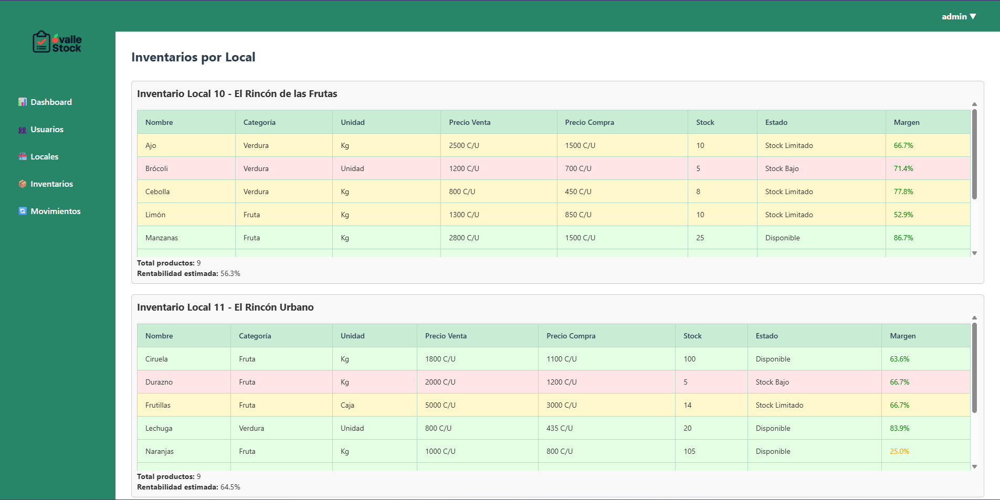 admin ▼
ovalle
Stock
Dashboard
Usuarios
Locales
Inventarios
Movimientos
Inventarios por Local
Inventario Local 10 - El Rincón de las Frutas
Nombre Categoría Unidad Precio Venta Precio Compra Stock Estado Margen
Ajo Verdura Kg 2500 C/U 1500 C/U 10 Stock Limitado 66.7%
Brócoli Verdura Unidad 1200 C/U 700 C/U 5 Stock Bajo 71.4%
Cebolla Verdura Kg 800 C/U 450 C/U 8 Stock Limitado 77.8%
Limón Fruta Kg 1300 C/U 850 C/U 10 Stock Limitado 52.9%
Manzanas Fruta Kg 2800 C/U 1500 C/U 25 Disponible 86.7%
Total productos: 9
Rentabilidad estimada: 56.3%
Inventario Local 11 - El Rincón Urbano
Nombre Categoría Unidad Precio Venta Precio Compra Stock Estado Margen
Ciruela Fruta Kg 1800 C/U 1100 C/U 100 Disponible 63.6%
Durazno Fruta Kg 2000 C/U 1200 C/U 5 Stock Bajo 66.7%
Frutillas Fruta Caja 5000 C/U 3000 C/U 14 Stock Limitado 66.7%
Lechuga Verdura Unidad 800 C/U 435 C/U 20 Disponible 83.9%
Naranjas Fruta Kg 1000 C/U 800 C/U 105 Disponible 25.0%
Total productos: 9
Rentabilidad estimada: 64.5%